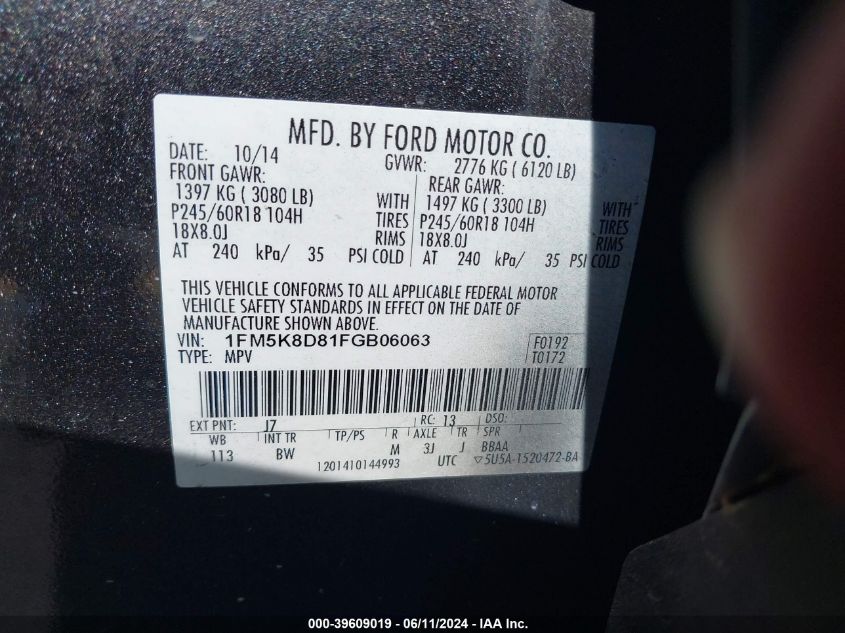 MFD. BY FORD MOTOR CO.
DATE: 10/14 GVWR: 2776 KG ( 6120 LB)
FRONT GAWR: REAR GAWR:
1397 KG ( 3080 LB) WITH 1497 KG ( 3300 LB) WITH
P245/60R18 104H TIRES P245/60R18 104H TIRES
18X8.0J RIMS 18X8.0J RIMS
AT 240 kPa/ 35 PSI COLD AT 240 kPa/ 35 PSI COLD
THIS VEHICLE CONFORMS TO ALL APPLICABLE FEDERAL MOTOR
VEHICLE SAFETY STANDARDS IN EFFECT ON THE DATE OF
MANUFACTURE SHOWN ABOVE.
VIN: 1FM5K8D81FGB06063 F0192
TYPE: MPV T0172
EXT PNT: J7 RC: 13 DSO:
WB INT TR TP/PS R AXLE TR SPR
113 BW M 3J J BBAA
1201410144993 UTC ▽5U5A-1520472-BA
000-39609019 - 06/11/2024 - IAA Inc.